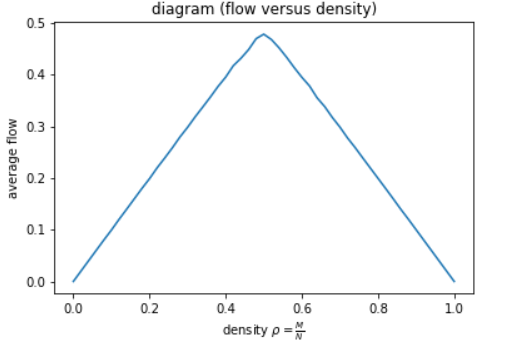 diagram (flow versus density)
0.5
0.4
0.3
0.2
0.1
0.0
average flow
0.0 0.2 0.4 0.6 0.8 1.0
density ρ = M/N